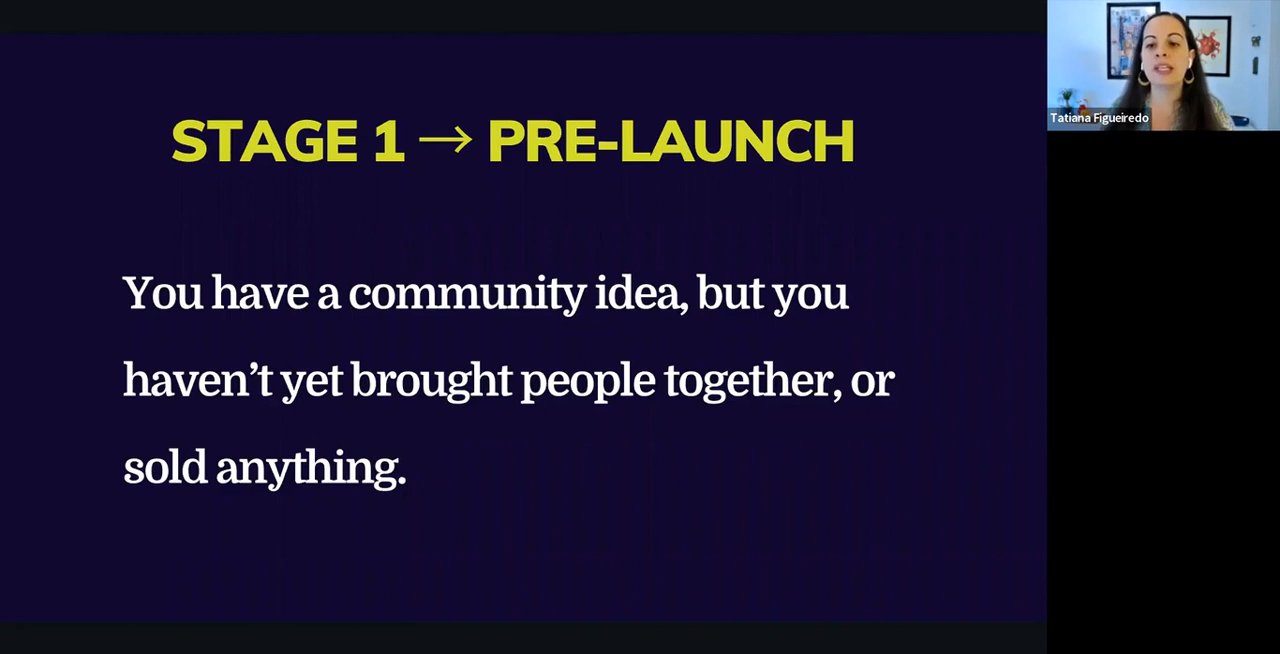 STAGE 1 → PRE-LAUNCH
You have a community idea, but you
haven’t yet brought people together, or
sold anything.
Tatiana Figueiredo